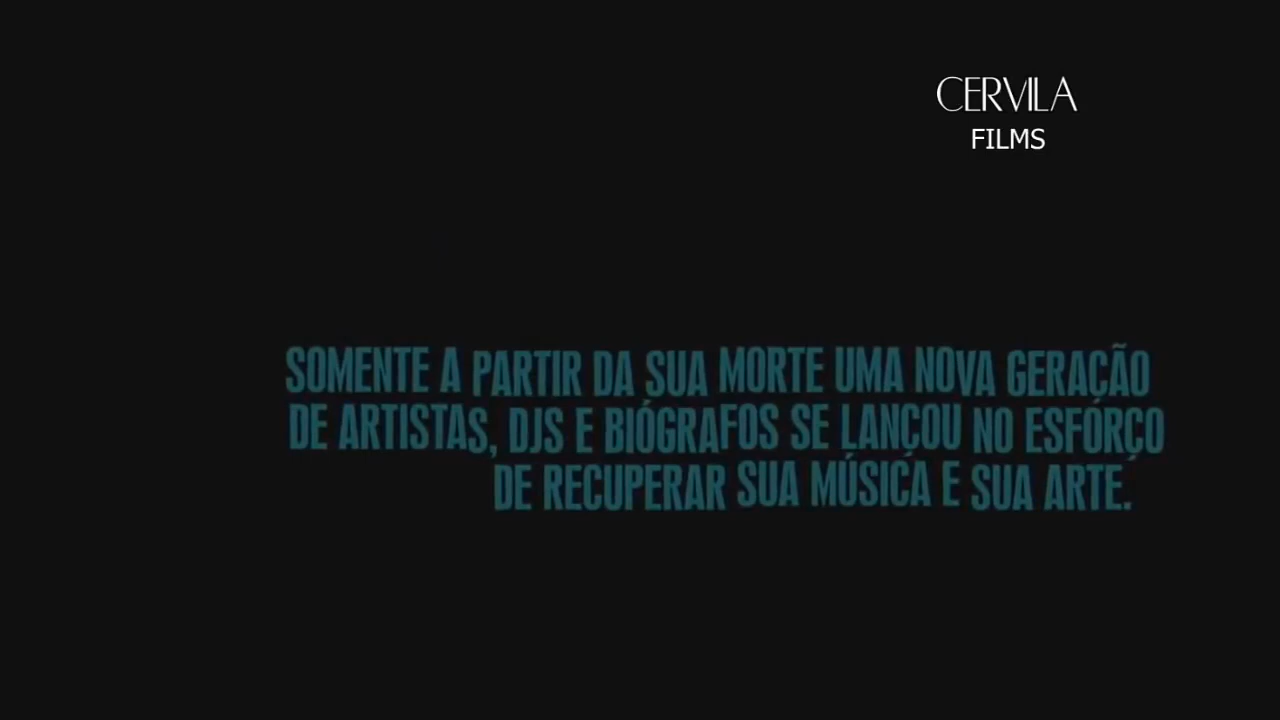 CERVILA
FILMS
SOMENTE A PARTIR DA SUA MORTE UMA NOVA GERAÇÃO
DE ARTISTAS, DJS E BIÓGRAFOS SE LANÇOU NO ESFORÇO
DE RECUPERAR SUA MÚSICA E SUA ARTE.